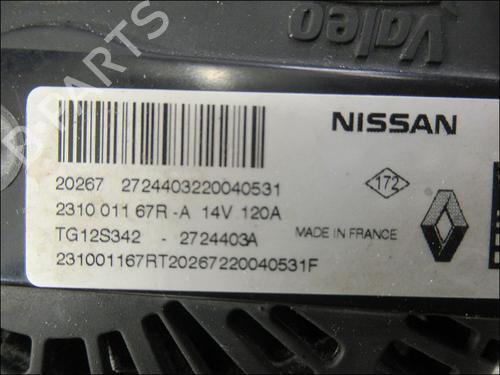 Valeo
B-PARTS
NISSAN
20267 2724403220040531
172
2310 011 67R -A 14V 120A
TG12S342 - 2724403A
MADE IN FRANCE
231001167RT20267220040531F